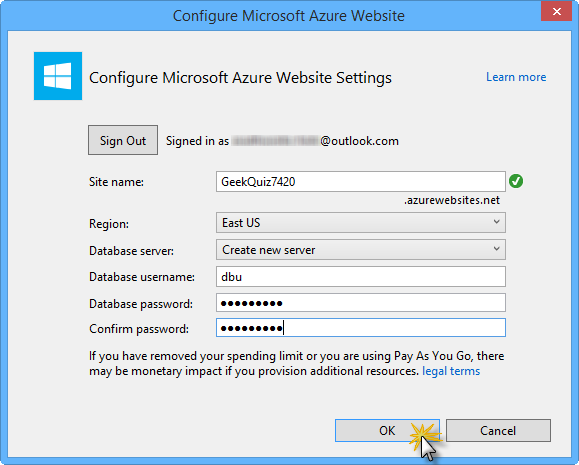 Configure Microsoft Azure Website
Configure Microsoft Azure Website Settings
Learn more
Sign Out
Signed in as @outlook.com
Site name:
GeekQuiz7420
.azurewebsites.net
Region:
East US
Database server:
Create new server
Database username:
dbu
Database password:
●●●●●●●●●
Confirm password:
●●●●●●●●●
If you have removed your spending limit or you are using Pay As You Go, there
may be monetary impact if you provision additional resources. legal terms
OK
Cancel